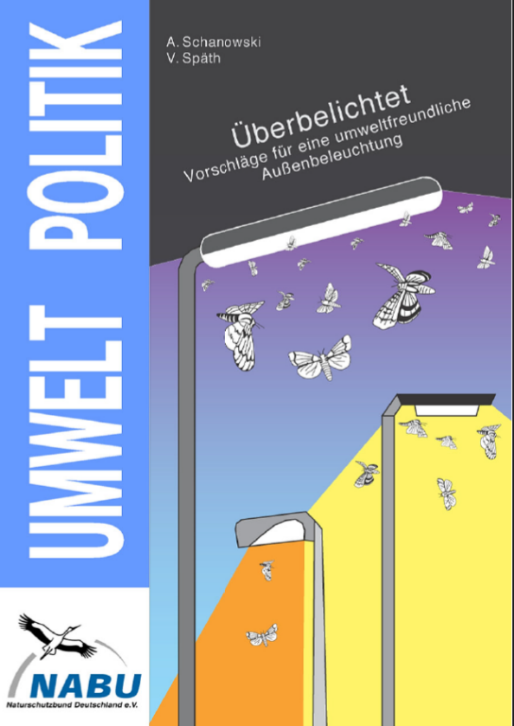 UMWELT POLITIK
A. Schanowski
V. Späth
Überbelichtet
Vorschläge für eine umweltfreundliche
Außenbeleuchtung
NABU
Naturschutzbund Deutschland e.V.